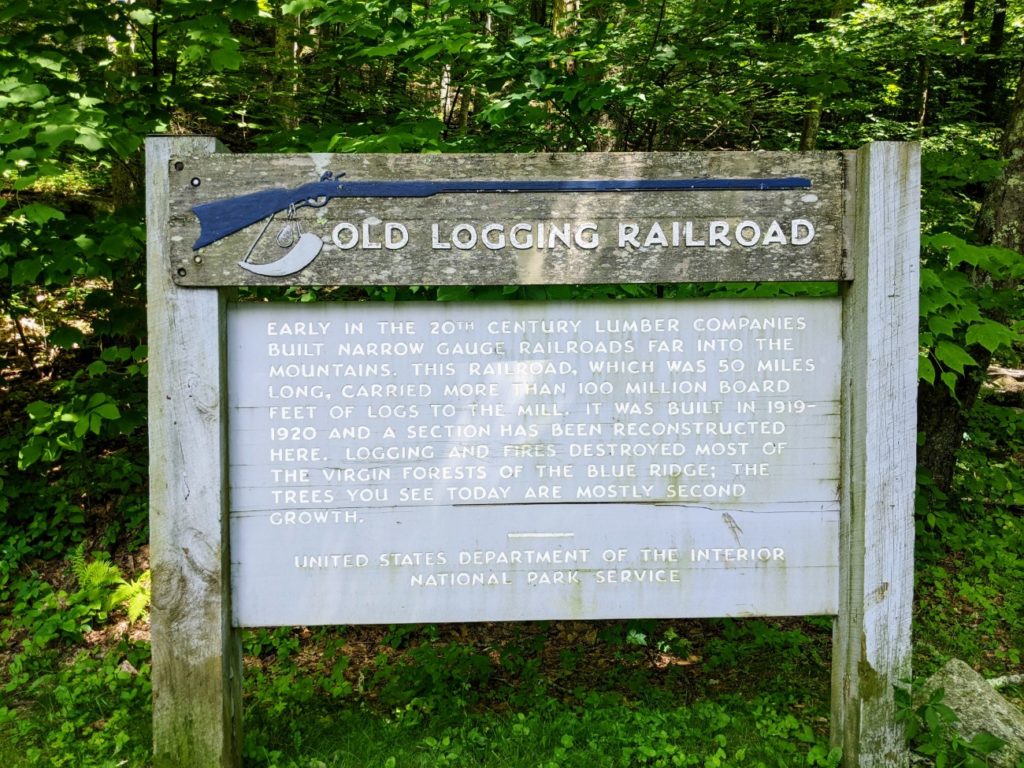 OLD LOGGING RAILROAD
EARLY IN THE 20TH CENTURY LUMBER COMPANIES
BUILT NARROW GAUGE RAILROADS FAR INTO THE
MOUNTAINS. THIS RAILROAD, WHICH WAS 50 MILES
LONG, CARRIED MORE THAN 100 MILLION BOARD
FEET OF LOGS TO THE MILL. IT WAS BUILT IN 1919-
1920 AND A SECTION HAS BEEN RECONSTRUCTED
HERE. LOGGING AND FIRES DESTROYED MOST OF
THE VIRGIN FORESTS OF THE BLUE RIDGE; THE
TREES YOU SEE TODAY ARE MOSTLY SECOND
GROWTH.
UNITED STATES DEPARTMENT OF THE INTERIOR
NATIONAL PARK SERVICE